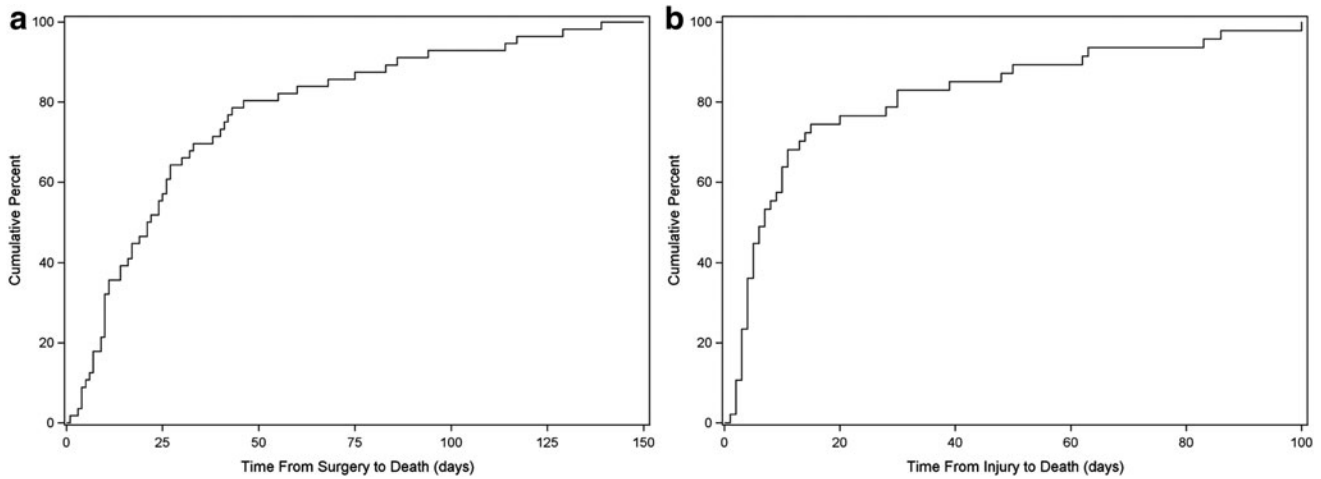 a
100
80
60
40
20
0
Cumulative Percent
0 25 50 75 100 125 150
Time From Surgery to Death (days)
b
100
80
60
40
20
0
Cumulative Percent
0 20 40 60 80 100
Time From Injury to Death (days)